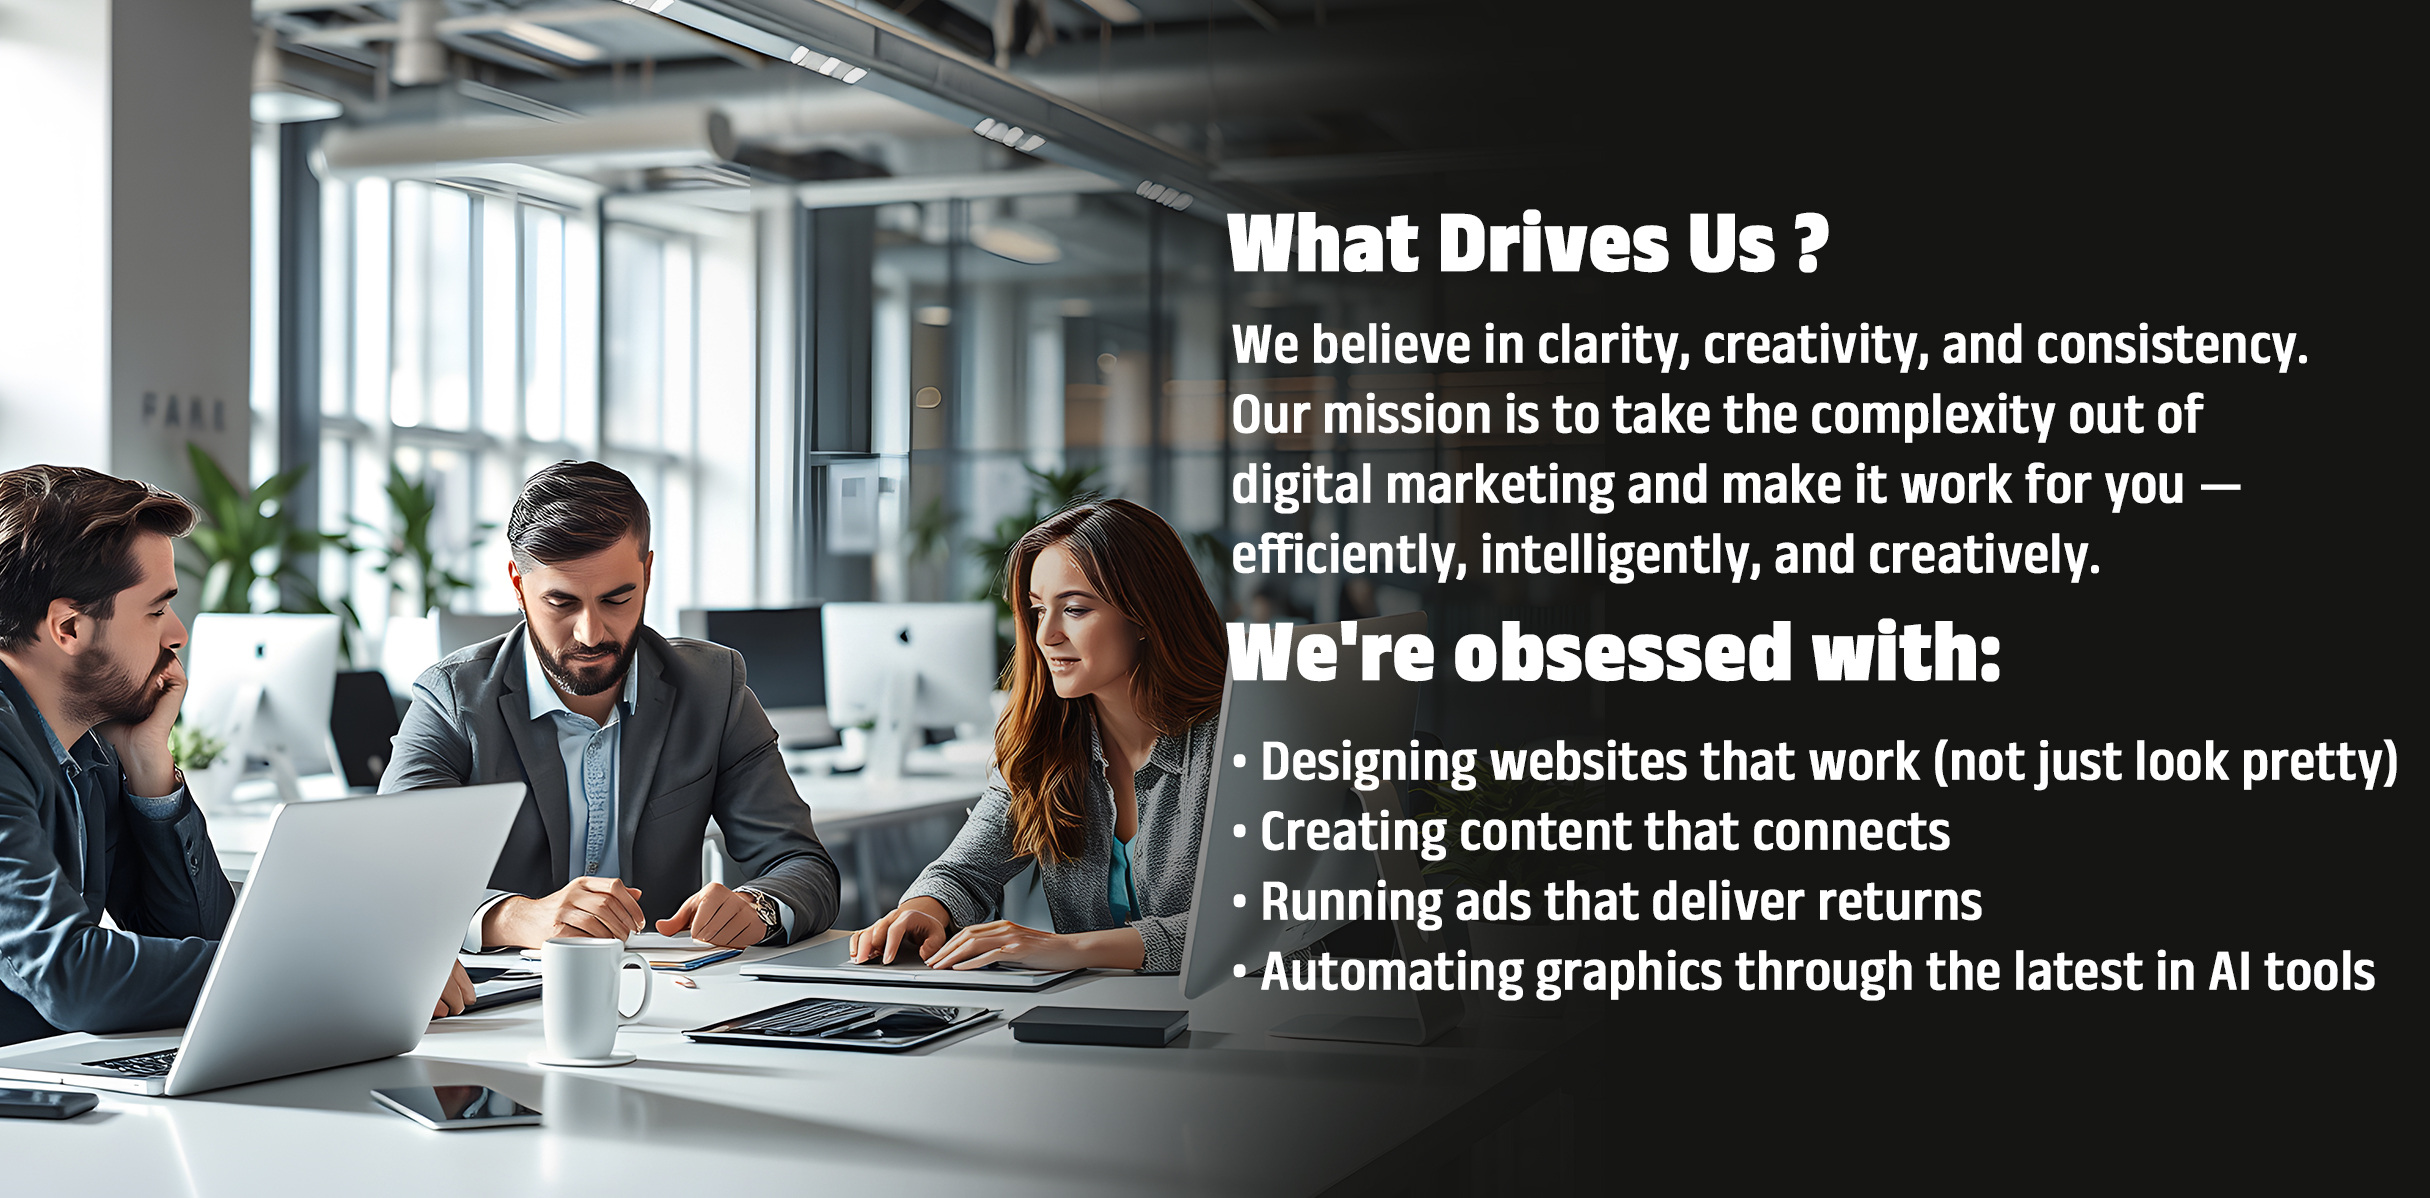 What Drives Us ?
We believe in clarity, creativity, and consistency.
Our mission is to take the complexity out of
digital marketing and make it work for you —
efficiently, intelligently, and creatively.
We're obsessed with:
• Designing websites that work (not just look pretty)
• Creating content that connects
• Running ads that deliver returns
• Automating graphics through the latest in AI tools